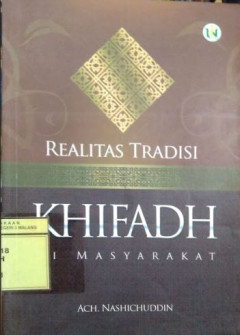 REALITAS TRADISI
KHIFADH
DI MASYARAKAT
ACH. NASHICHUDDIN